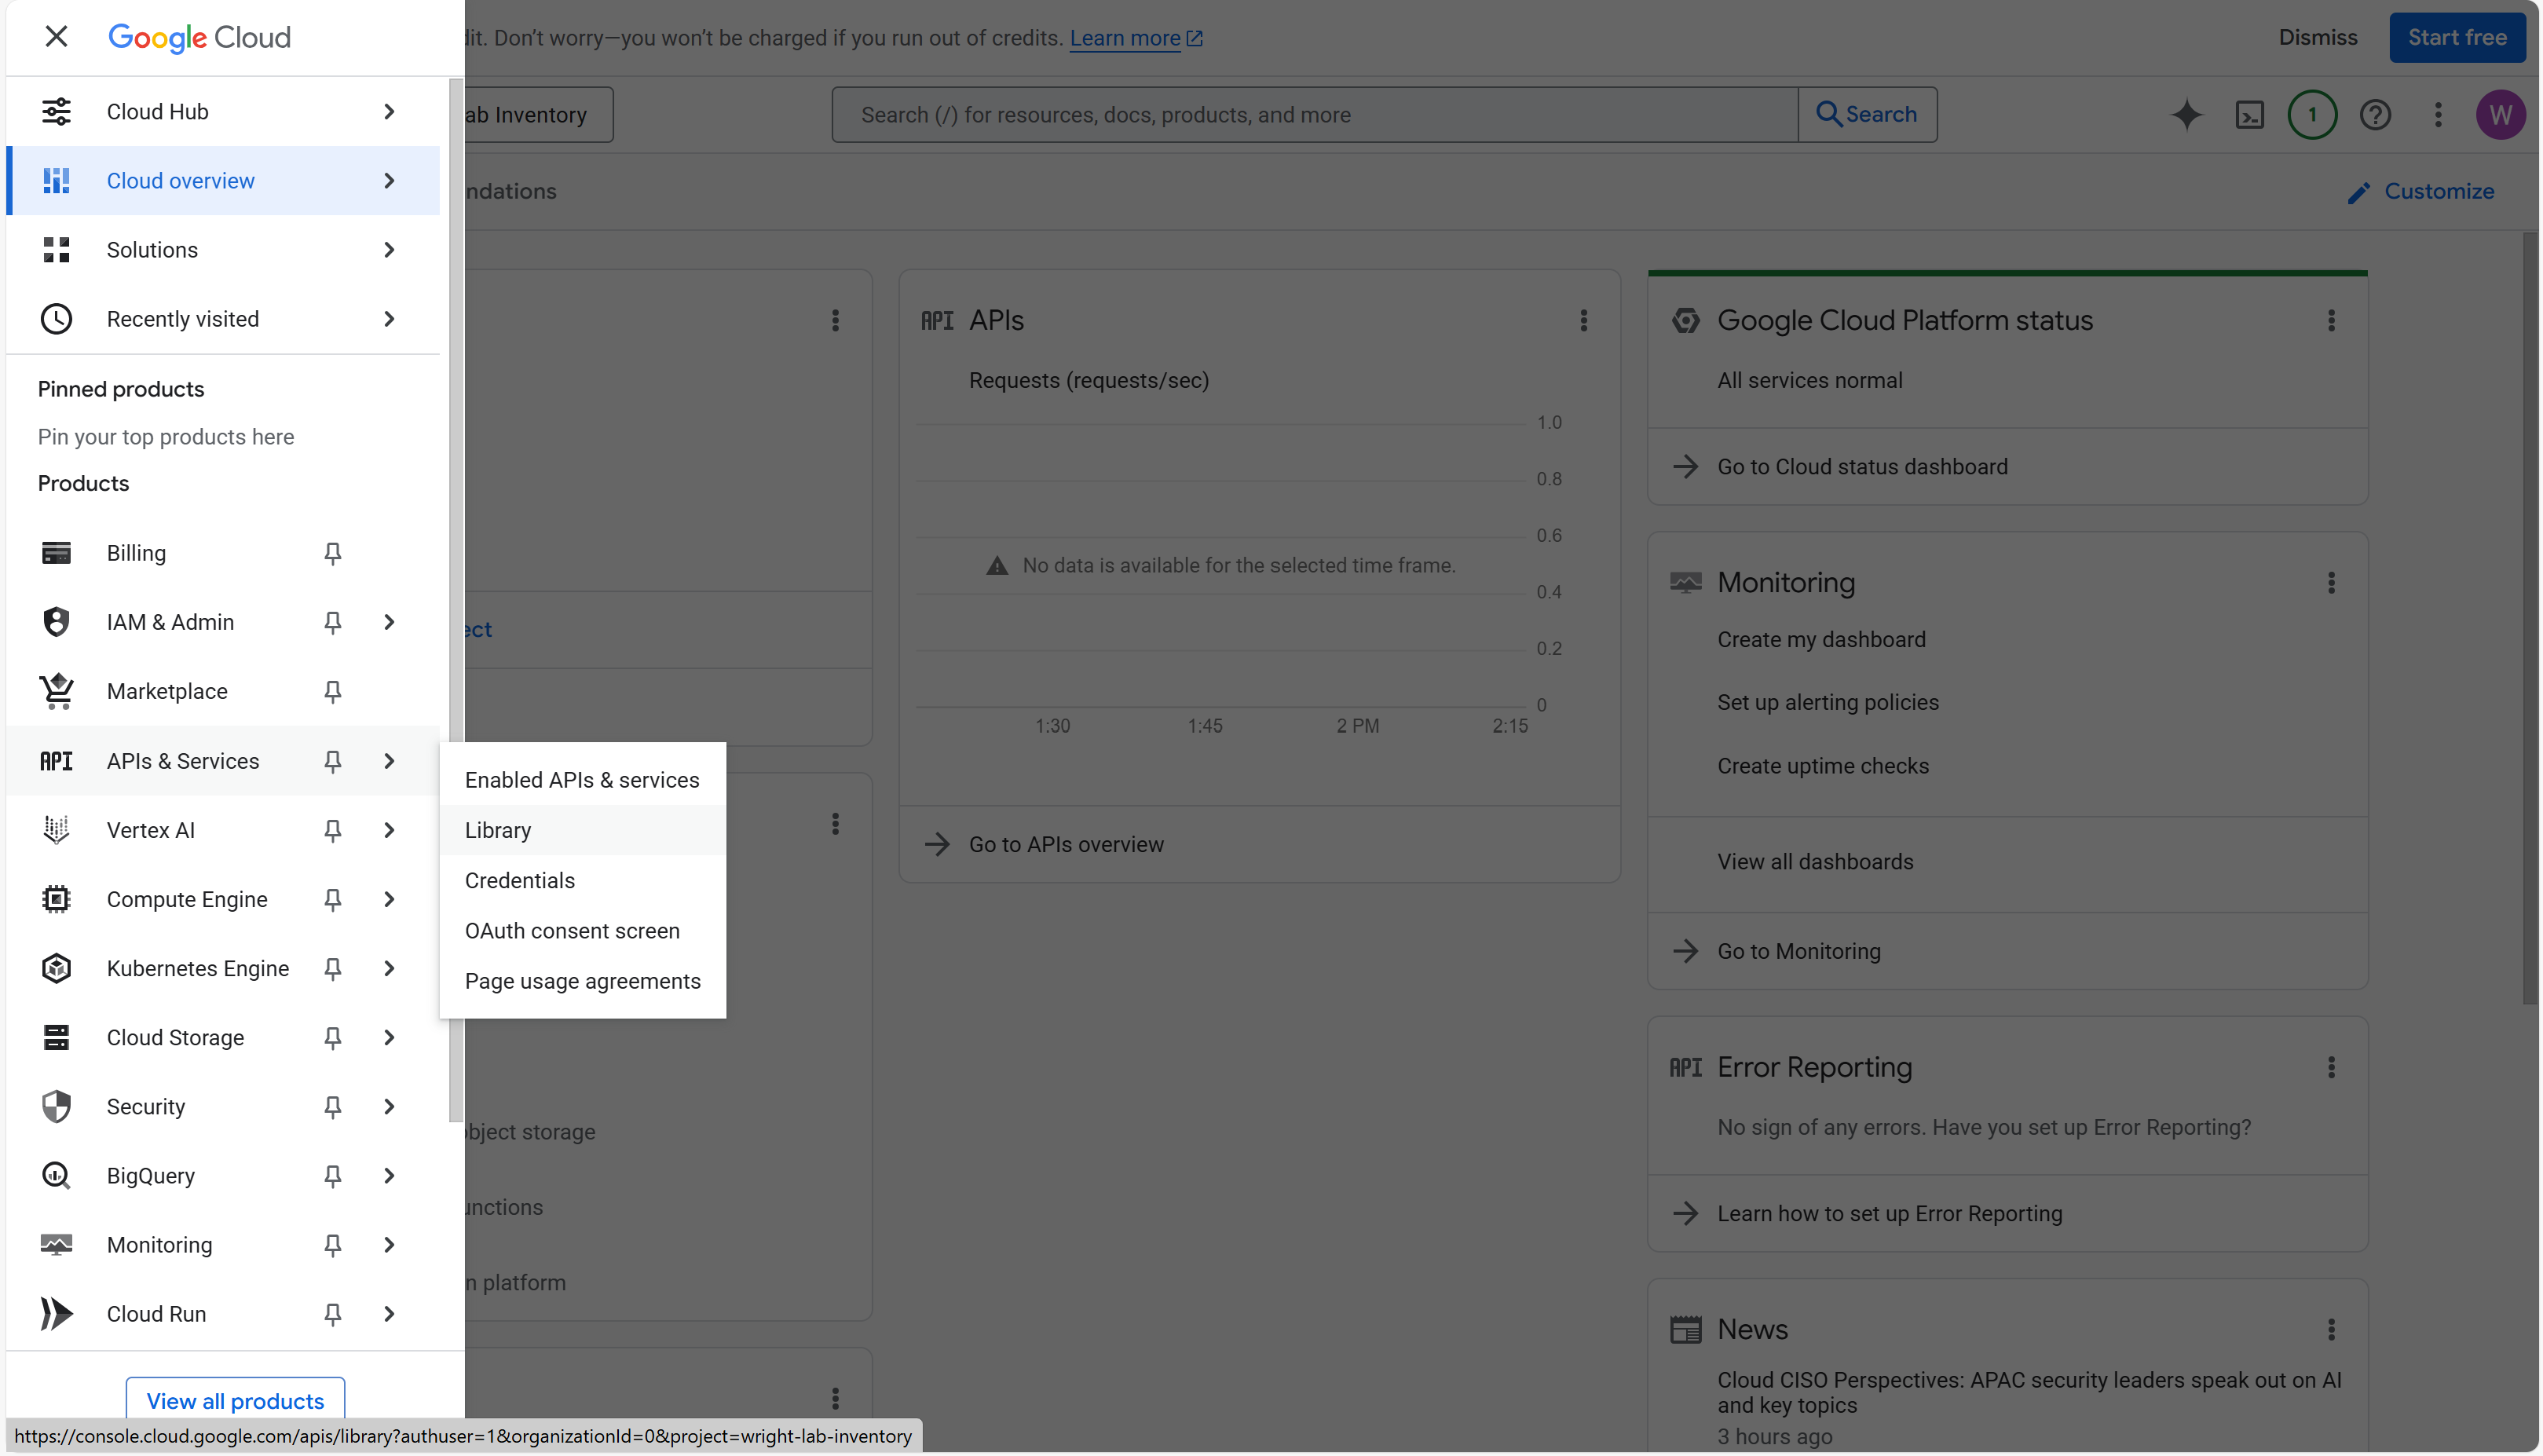 Google Cloud
dit. Don't worry—you won't be charged if you run out of credits. Learn more
Dismiss
Start free
Cloud Hub
ab Inventory
Search (/) for resources, docs, products, and more
Search
1
W
Cloud overview
ndations
Customize
Solutions
Recently visited
Pinned products
Pin your top products here
Products
Billing
IAM & Admin
Marketplace
API
APIs & Services
Vertex AI
Compute Engine
Kubernetes Engine
Cloud Storage
Security
BigQuery
Monitoring
Cloud Run
View all products
Enabled APIs & services
Library
Credentials
OAuth consent screen
Page usage agreements
ect
object storage
unctions
n platform
API
APIs
Requests (requests/sec)
1.0
0.8
0.6
No data is available for the selected time frame.
0.4
0.2
0
1:30
1:45
2 PM
2:15
Go to APIs overview
Google Cloud Platform status
All services normal
Go to Cloud status dashboard
Monitoring
Create my dashboard
Set up alerting policies
Create uptime checks
View all dashboards
Go to Monitoring
API
Error Reporting
No sign of any errors. Have you set up Error Reporting?
Learn how to set up Error Reporting
News
Cloud CISO Perspectives: APAC security leaders speak out on AI
and key topics
3 hours ago
https://console.cloud.google.com/apis/library?authuser=1&organizationId=0&project=wright-lab-inventory